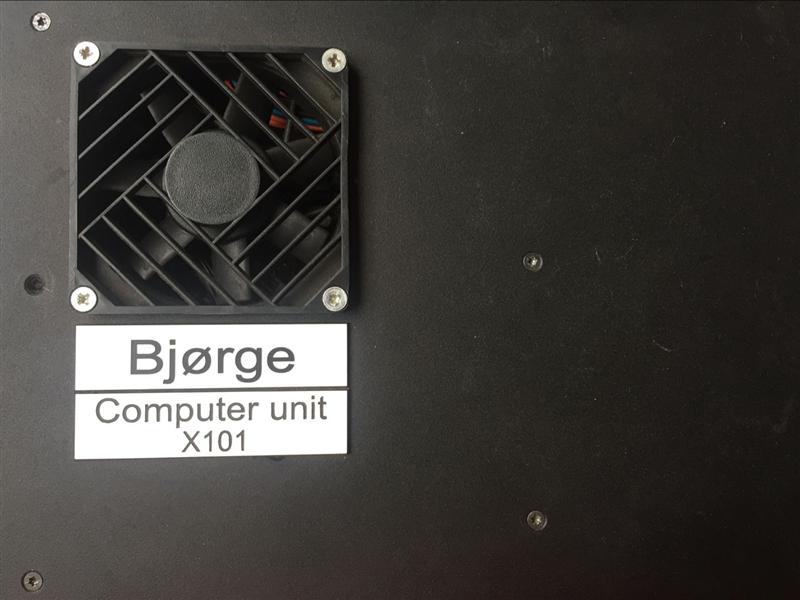 Bjørge
Computer unit
X101